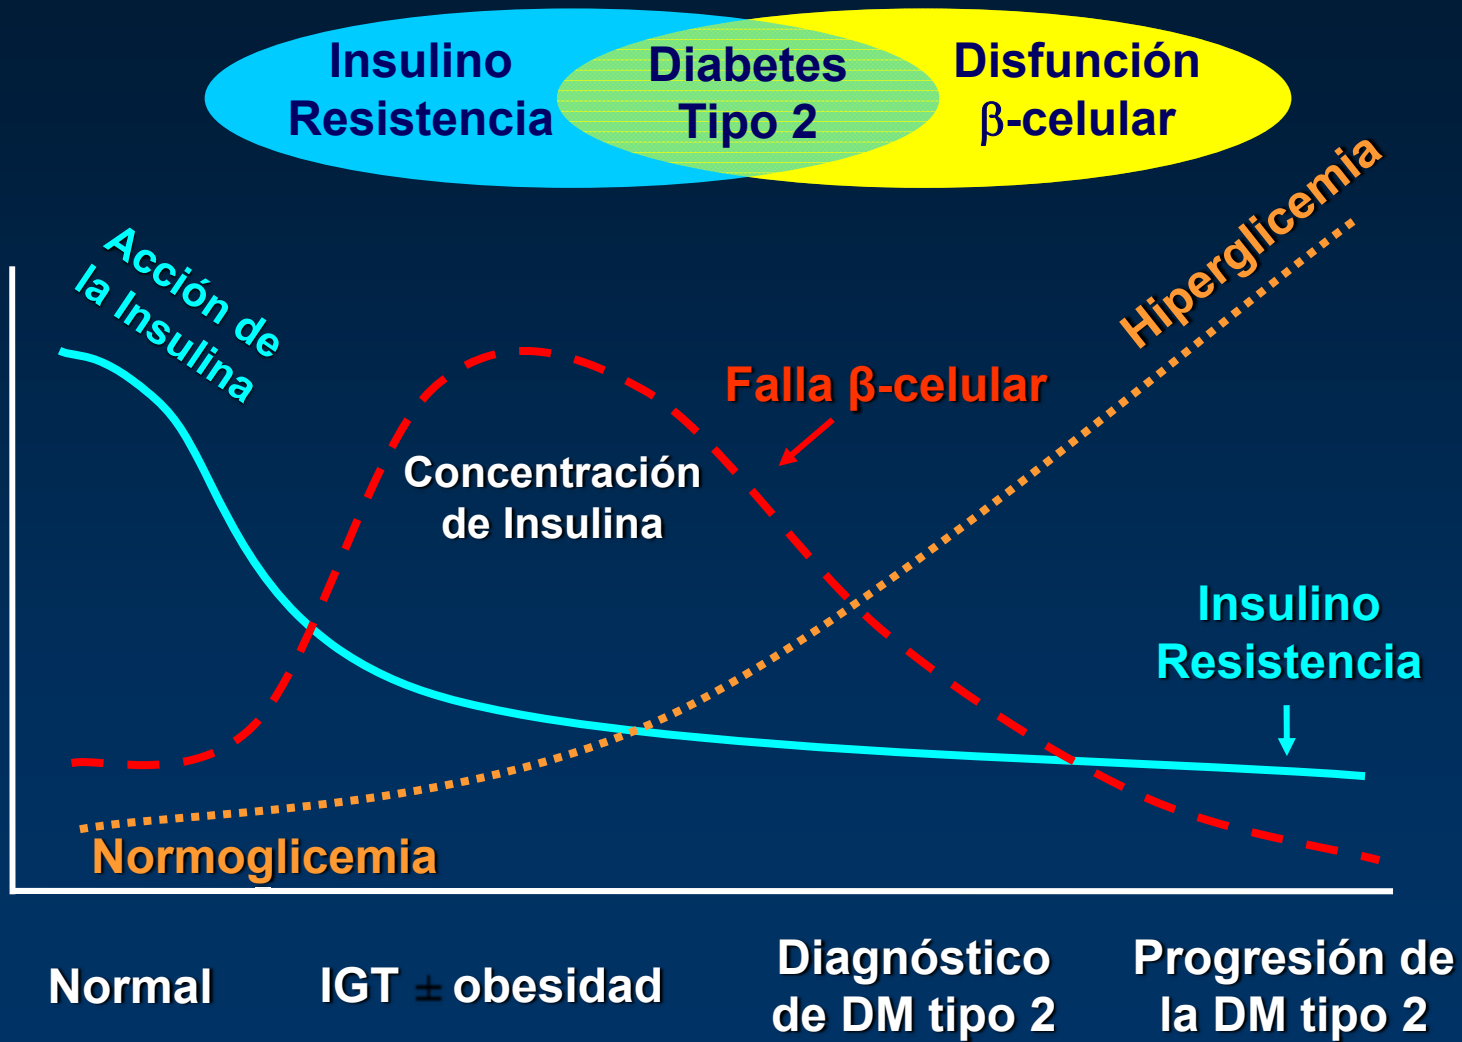 Insulino
Resistencia
Diabetes
Tipo 2
Disfunción
β-celular
Acción de
la Insulina
Hiperglicemia
Falla β-celular
Concentración
de Insulina
Insulino
Resistencia
Normoglicemia
Normal
IGT ± obesidad
Diagnóstico
de DM tipo 2
Progresión de
la DM tipo 2